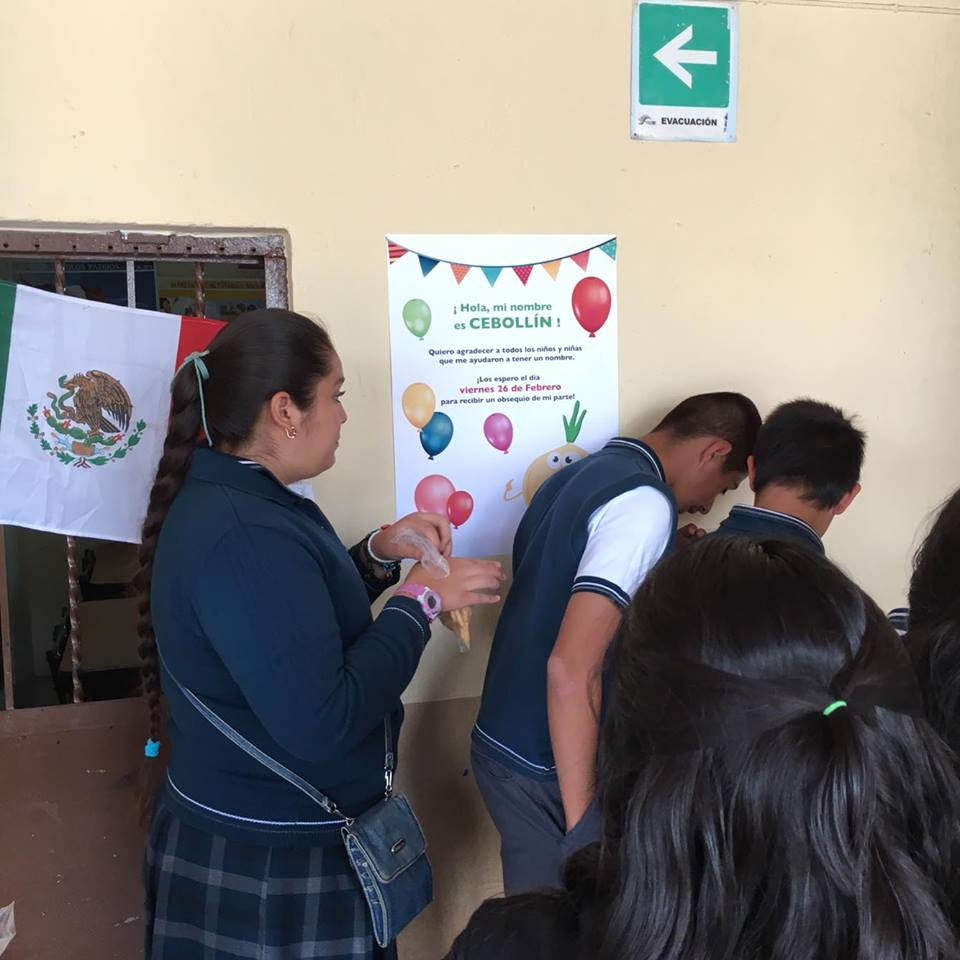 EVACUACIÓN
¡ Hola, mi nombre
es CEBOLLÍN !
Quiero agradecer a todos los niños y niñas
que me ayudaron a tener un nombre.
¡Los espero el día
viernes 26 de Febrero
para recibir un obsequio de mi parte!